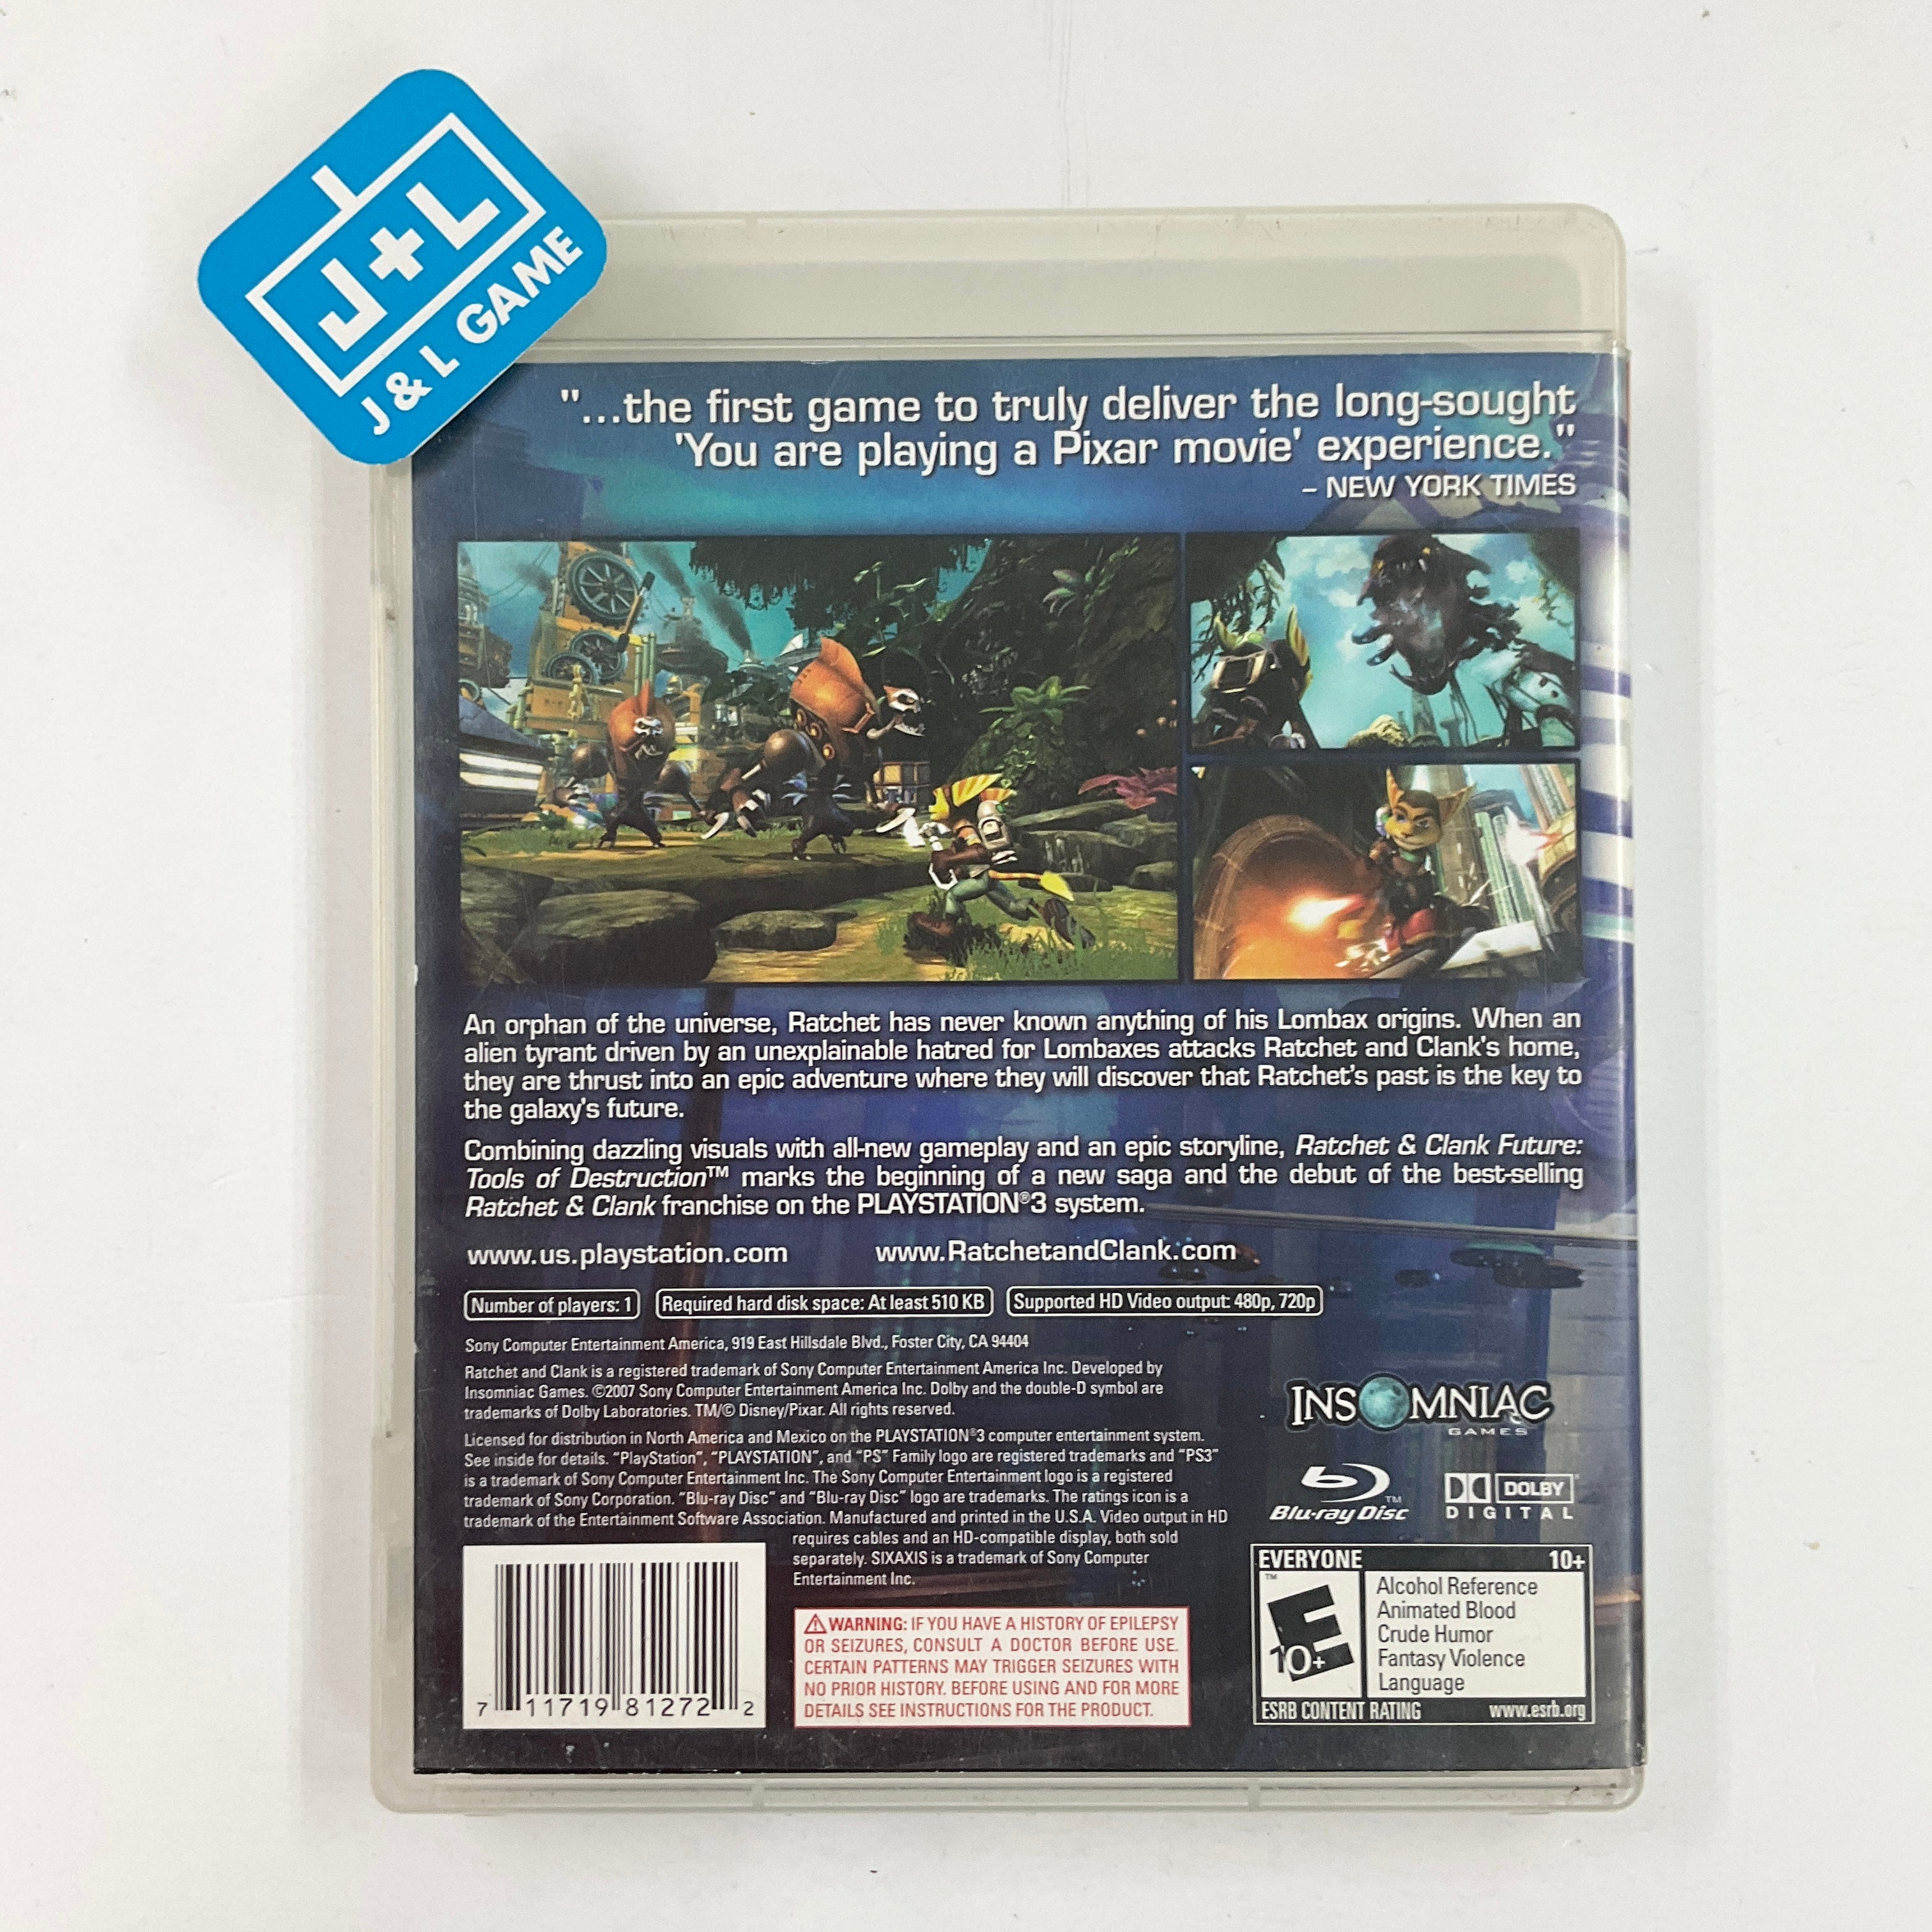 J+L
J & L GAME
"...the first game to truly deliver the long-sought
'You are playing a Pixar movie' experience."
– NEW YORK TIMES
An orphan of the universe, Ratchet has never known anything of his Lombax origins. When an
alien tyrant driven by an unexplainable hatred for Lombaxes attacks Ratchet and Clank's home,
they are thrust into an epic adventure where they will discover that Ratchet's past is the key to
the galaxy's future.
Combining dazzling visuals with all-new gameplay and an epic storyline, Ratchet & Clank Future:
Tools of Destruction™ marks the beginning of a new saga and the debut of the best-selling
Ratchet & Clank franchise on the PLAYSTATION®3 system.
www.us.playstation.com www.RatchetandClank.com
Number of players: 1 Required hard disk space: At least 510 KB Supported HD Video output: 480p, 720p
Sony Computer Entertainment America, 919 East Hillsdale Blvd., Foster City, CA 94404
Ratchet and Clank is a registered trademark of Sony Computer Entertainment America Inc. Developed by
Insomniac Games. ©2007 Sony Computer Entertainment America Inc. Dolby and the double-D symbol are
trademarks of Dolby Laboratories. TM/© Disney/Pixar. All rights reserved.
Licensed for distribution in North America and Mexico on the PLAYSTATION®3 computer entertainment system.
See inside for details. "PlayStation", "PLAYSTATION", and "PS" Family logo are registered trademarks and "PS3"
is a trademark of Sony Computer Entertainment Inc. The Sony Computer Entertainment logo is a registered
trademark of Sony Corporation. "Blu-ray Disc" and "Blu-ray Disc" logo are trademarks. The ratings icon is a
trademark of the Entertainment Software Association. Manufactured and printed in the U.S.A. Video output in HD
requires cables and an HD-compatible display, both sold
separately. SIXAXIS is a trademark of Sony Computer
Entertainment Inc.
INSOMNIAC
GAMES
Blu-ray Disc™
DOLBY
DIGITAL
7 11719 81272 2
⚠WARNING: IF YOU HAVE A HISTORY OF EPILEPSY
OR SEIZURES, CONSULT A DOCTOR BEFORE USE.
CERTAIN PATTERNS MAY TRIGGER SEIZURES WITH
NO PRIOR HISTORY. BEFORE USING AND FOR MORE
DETAILS SEE INSTRUCTIONS FOR THE PRODUCT.
EVERYONE 10+
™
E
10+
Alcohol Reference
Animated Blood
Crude Humor
Fantasy Violence
Language
ESRB CONTENT RATING www.esrb.org